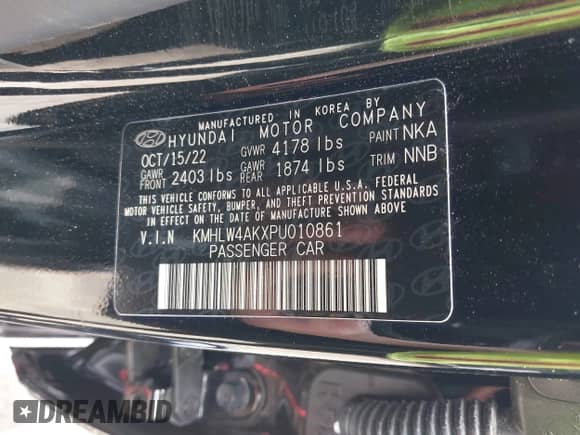 MANUFACTURED IN KOREA BY
HYUNDAI MOTOR COMPANY
OCT/15/22 GVWR 4178 lbs PAINT NKA
GAWR FRONT 2403 lbs GAWR REAR 1874 lbs TRIM NNB
THIS VEHICLE CONFORMS TO ALL APPLICABLE U.S.A. FEDERAL
MOTOR VEHICLE SAFETY, BUMPER, AND THEFT PREVENTION STANDARDS
IN EFFECT ON THE DATE OF MANUFACTURE SHOWN ABOVE.
V.I.N KMHLW4AKXPU010861
PASSENGER CAR
DREAMBID